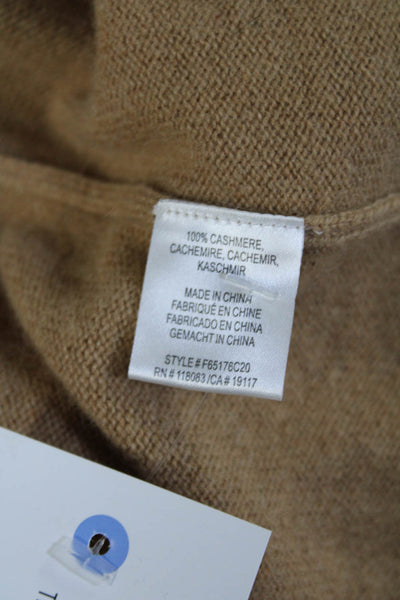 100% CASHMERE,
CACHEMIRE, CACHEMIR,
KASCHMIR
MADE IN CHINA
FABRIQUÉ EN CHINE
FABRICADO EN CHINA
GEMACHT IN CHINA
STYLE # F65176C20
RN # 118083 /CA # 19117